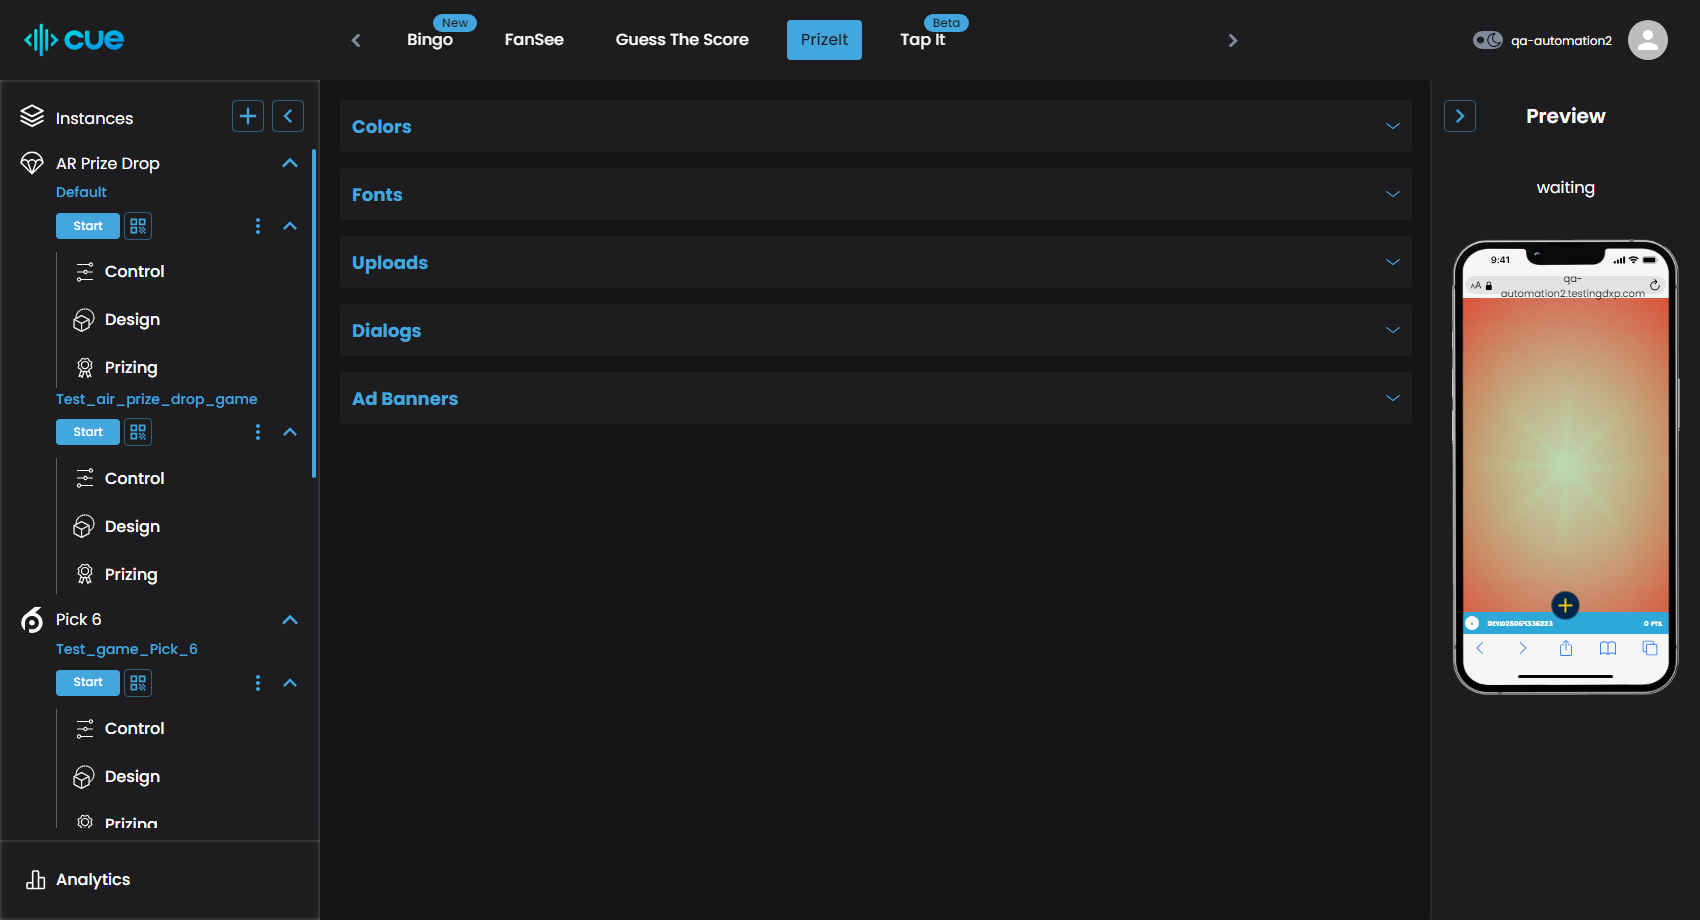 cue
New
Bingo
FanSee
Guess The Score
PrizeIt
Beta
Tap It
qa-automation2
Instances
AR Prize Drop
Default
Start
Control
Design
Prizing
Test_air_prize_drop_game
Start
Control
Design
Prizing
Pick 6
Test_game_Pick_6
Start
Control
Design
Prizing
Analytics
Colors
Fonts
Uploads
Dialogs
Ad Banners
Preview
waiting
9:41
AA
qa-
automation2.testingdxp.com
0 PTS.